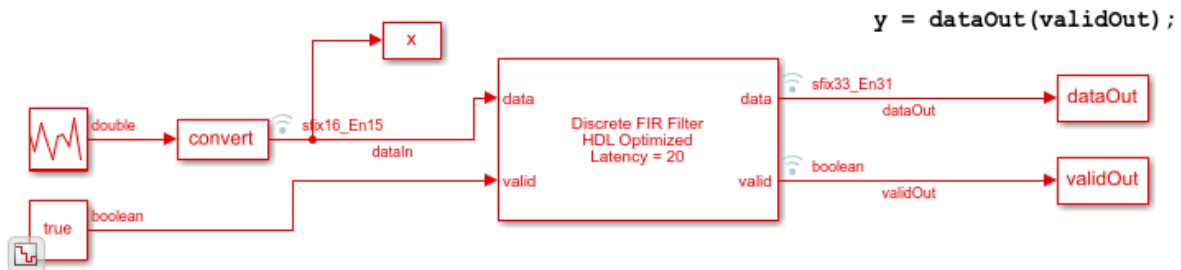 y = dataOut(validOut);
x
double
convert
sfix16_En15
dataIn
true
boolean
data
valid
Discrete FIR Filter
HDL Optimized
Latency = 20
data
valid
sfix33_En31
dataOut
dataOut
boolean
validOut
validOut